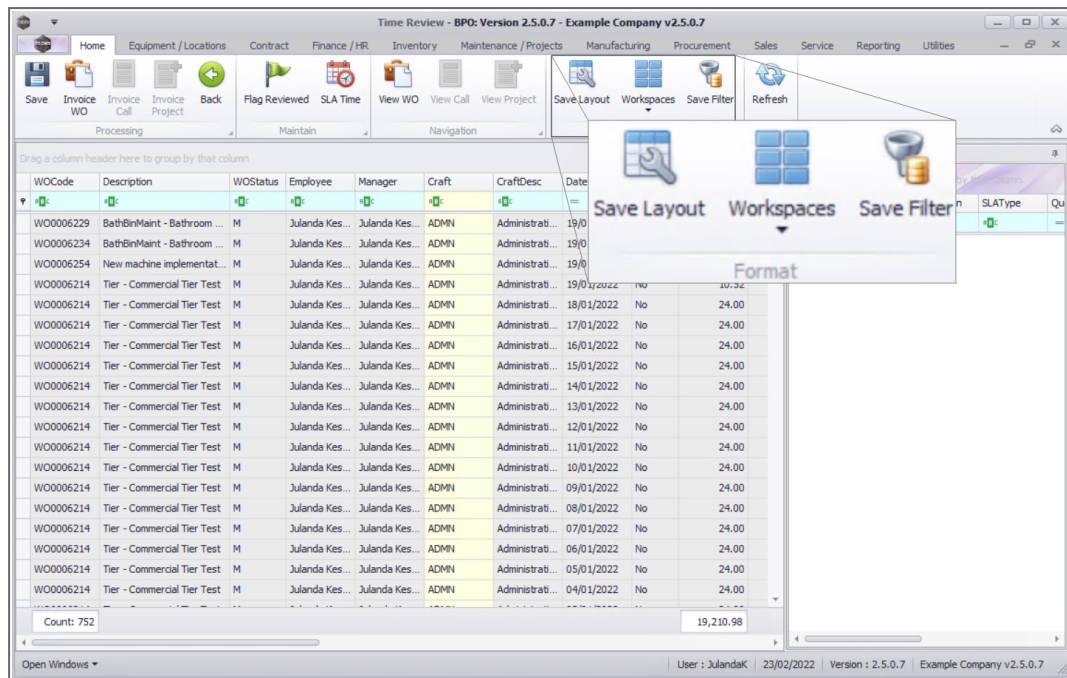 Time Review - BPO: Version 2.5.0.7 - Example Company v2.5.0.7
Home Equipment / Locations Contract Finance / HR Inventory Maintenance / Projects Manufacturing Procurement Sales Service Reporting Utilities
Save Invoice WO Invoice Call Invoice Project Back Flag Reviewed SLA Time View WO View Call View Project Save Layout Workspaces Save Filter Refresh
Processing Maintain Navigation
Save Layout Workspaces Save Filter
Format
Drag a column header here to group by that column
WOCode Description WOStatus Employee Manager Craft CraftDesc Date SLAType Qu
WO0006229 BathBinMaint - Bathroom ... M Julanda Kes... Julanda Kes... ADMN Administrati... 19/0
WO0006234 BathBinMaint - Bathroom ... M Julanda Kes... Julanda Kes... ADMN Administrati... 19/0
WO0006254 New machine implementat... M Julanda Kes... Julanda Kes... ADMN Administrati... 19/0
WO0006214 Tier - Commercial Tier Test M Julanda Kes... Julanda Kes... ADMN Administrati... 19/01/2022 No 10.52
WO0006214 Tier - Commercial Tier Test M Julanda Kes... Julanda Kes... ADMN Administrati... 18/01/2022 No 24.00
WO0006214 Tier - Commercial Tier Test M Julanda Kes... Julanda Kes... ADMN Administrati... 17/01/2022 No 24.00
WO0006214 Tier - Commercial Tier Test M Julanda Kes... Julanda Kes... ADMN Administrati... 16/01/2022 No 24.00
WO0006214 Tier - Commercial Tier Test M Julanda Kes... Julanda Kes... ADMN Administrati... 15/01/2022 No 24.00
WO0006214 Tier - Commercial Tier Test M Julanda Kes... Julanda Kes... ADMN Administrati... 14/01/2022 No 24.00
WO0006214 Tier - Commercial Tier Test M Julanda Kes... Julanda Kes... ADMN Administrati... 13/01/2022 No 24.00
WO0006214 Tier - Commercial Tier Test M Julanda Kes... Julanda Kes... ADMN Administrati... 12/01/2022 No 24.00
WO0006214 Tier - Commercial Tier Test M Julanda Kes... Julanda Kes... ADMN Administrati... 11/01/2022 No 24.00
WO0006214 Tier - Commercial Tier Test M Julanda Kes... Julanda Kes... ADMN Administrati... 10/01/2022 No 24.00
WO0006214 Tier - Commercial Tier Test M Julanda Kes... Julanda Kes... ADMN Administrati... 09/01/2022 No 24.00
WO0006214 Tier - Commercial Tier Test M Julanda Kes... Julanda Kes... ADMN Administrati... 08/01/2022 No 24.00
WO0006214 Tier - Commercial Tier Test M Julanda Kes... Julanda Kes... ADMN Administrati... 07/01/2022 No 24.00
WO0006214 Tier - Commercial Tier Test M Julanda Kes... Julanda Kes... ADMN Administrati... 06/01/2022 No 24.00
WO0006214 Tier - Commercial Tier Test M Julanda Kes... Julanda Kes... ADMN Administrati... 05/01/2022 No 24.00
WO0006214 Tier - Commercial Tier Test M Julanda Kes... Julanda Kes... ADMN Administrati... 04/01/2022 No 24.00
Count: 752 19,210.98
Open Windows User : JulandaK 23/02/2022 Version : 2.5.0.7 Example Company v2.5.0.7